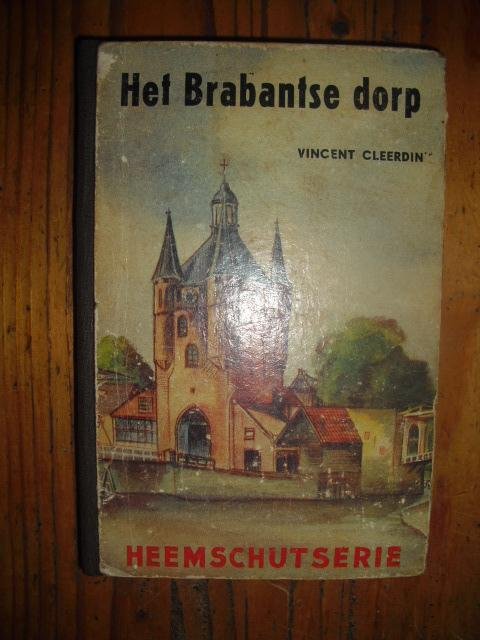 Het Brabantse dorp
VINCENT CLEERDIN
HEEMSCHUTSERIE